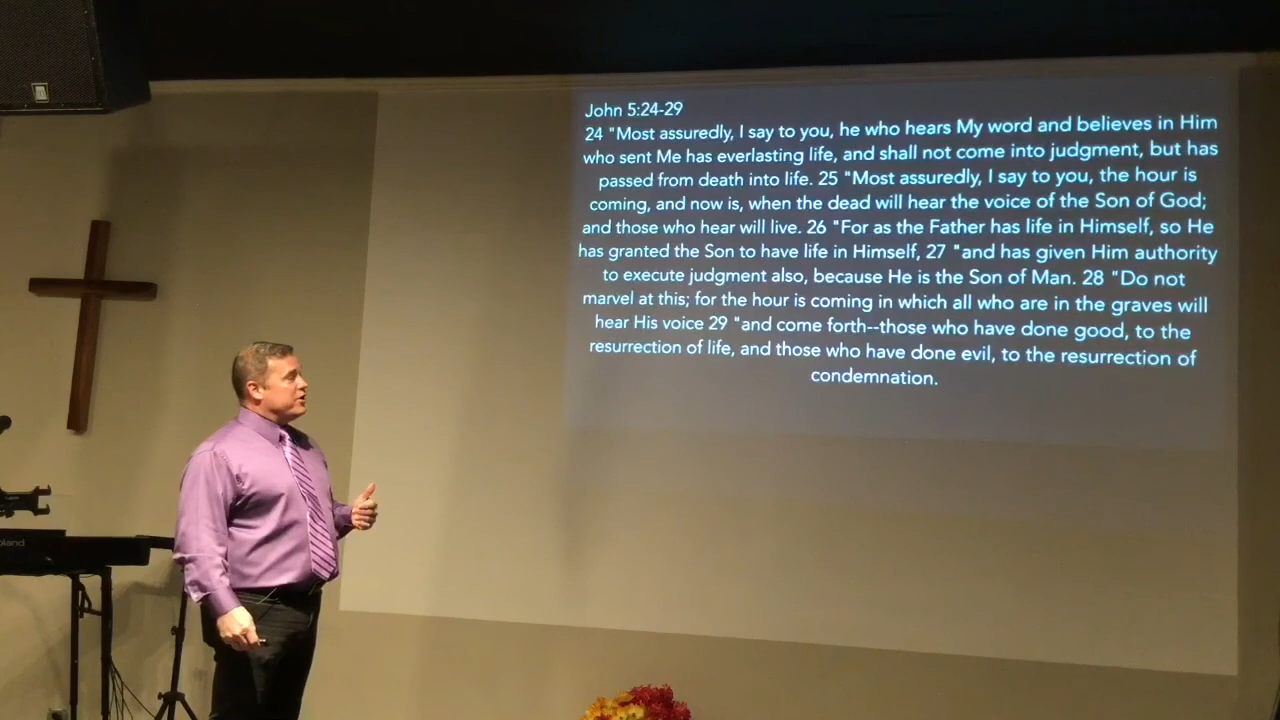 John 5:24-29
24 "Most assuredly, I say to you, he who hears My word and believes in Him
who sent Me has everlasting life, and shall not come into judgment, but has
passed from death into life. 25 "Most assuredly, I say to you, the hour is
coming, and now is, when the dead will hear the voice of the Son of God;
and those who hear will live. 26 "For as the Father has life in Himself, so He
has granted the Son to have life in Himself, 27 "and has given Him authority
to execute judgment also, because He is the Son of Man. 28 "Do not
marvel at this; for the hour is coming in which all who are in the graves will
hear His voice 29 "and come forth--those who have done good, to the
resurrection of life, and those who have done evil, to the resurrection of
condemnation.